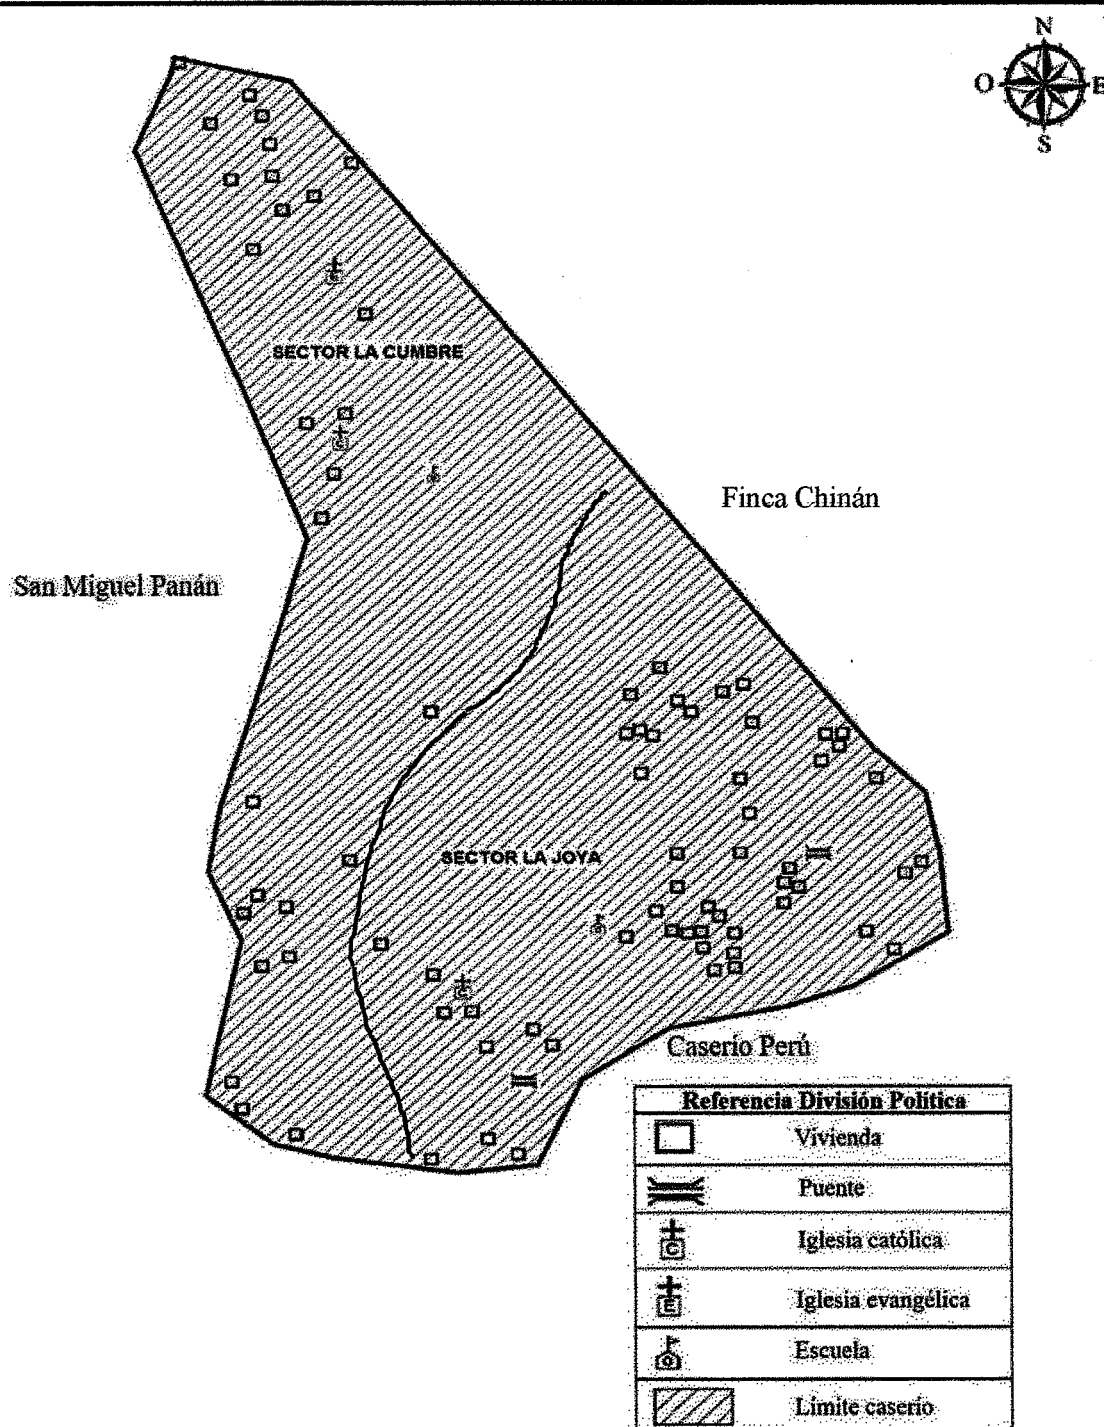 N
O E
S
SECTOR LA CUMBRE
Finca Chinán
San Miguel Panán
SECTOR LA JOYA
Caserío Perú
Referencia División Política
Vivienda
Puente
C Iglesia católica
E Iglesia evangélica
Escuela
Límite caserío